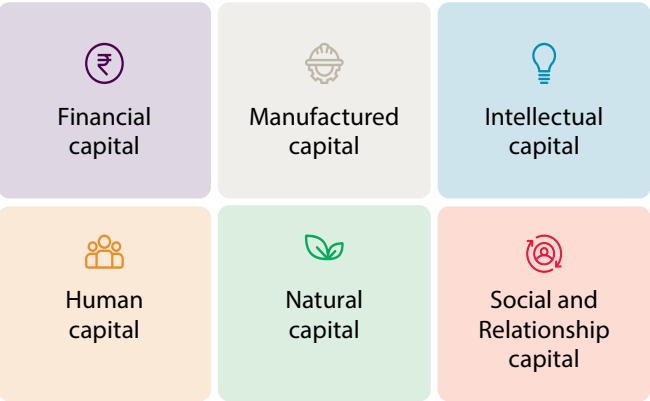 ₹
Financial
capital
Manufactured
capital
Intellectual
capital
Human
capital
Natural
capital
Social and
Relationship
capital